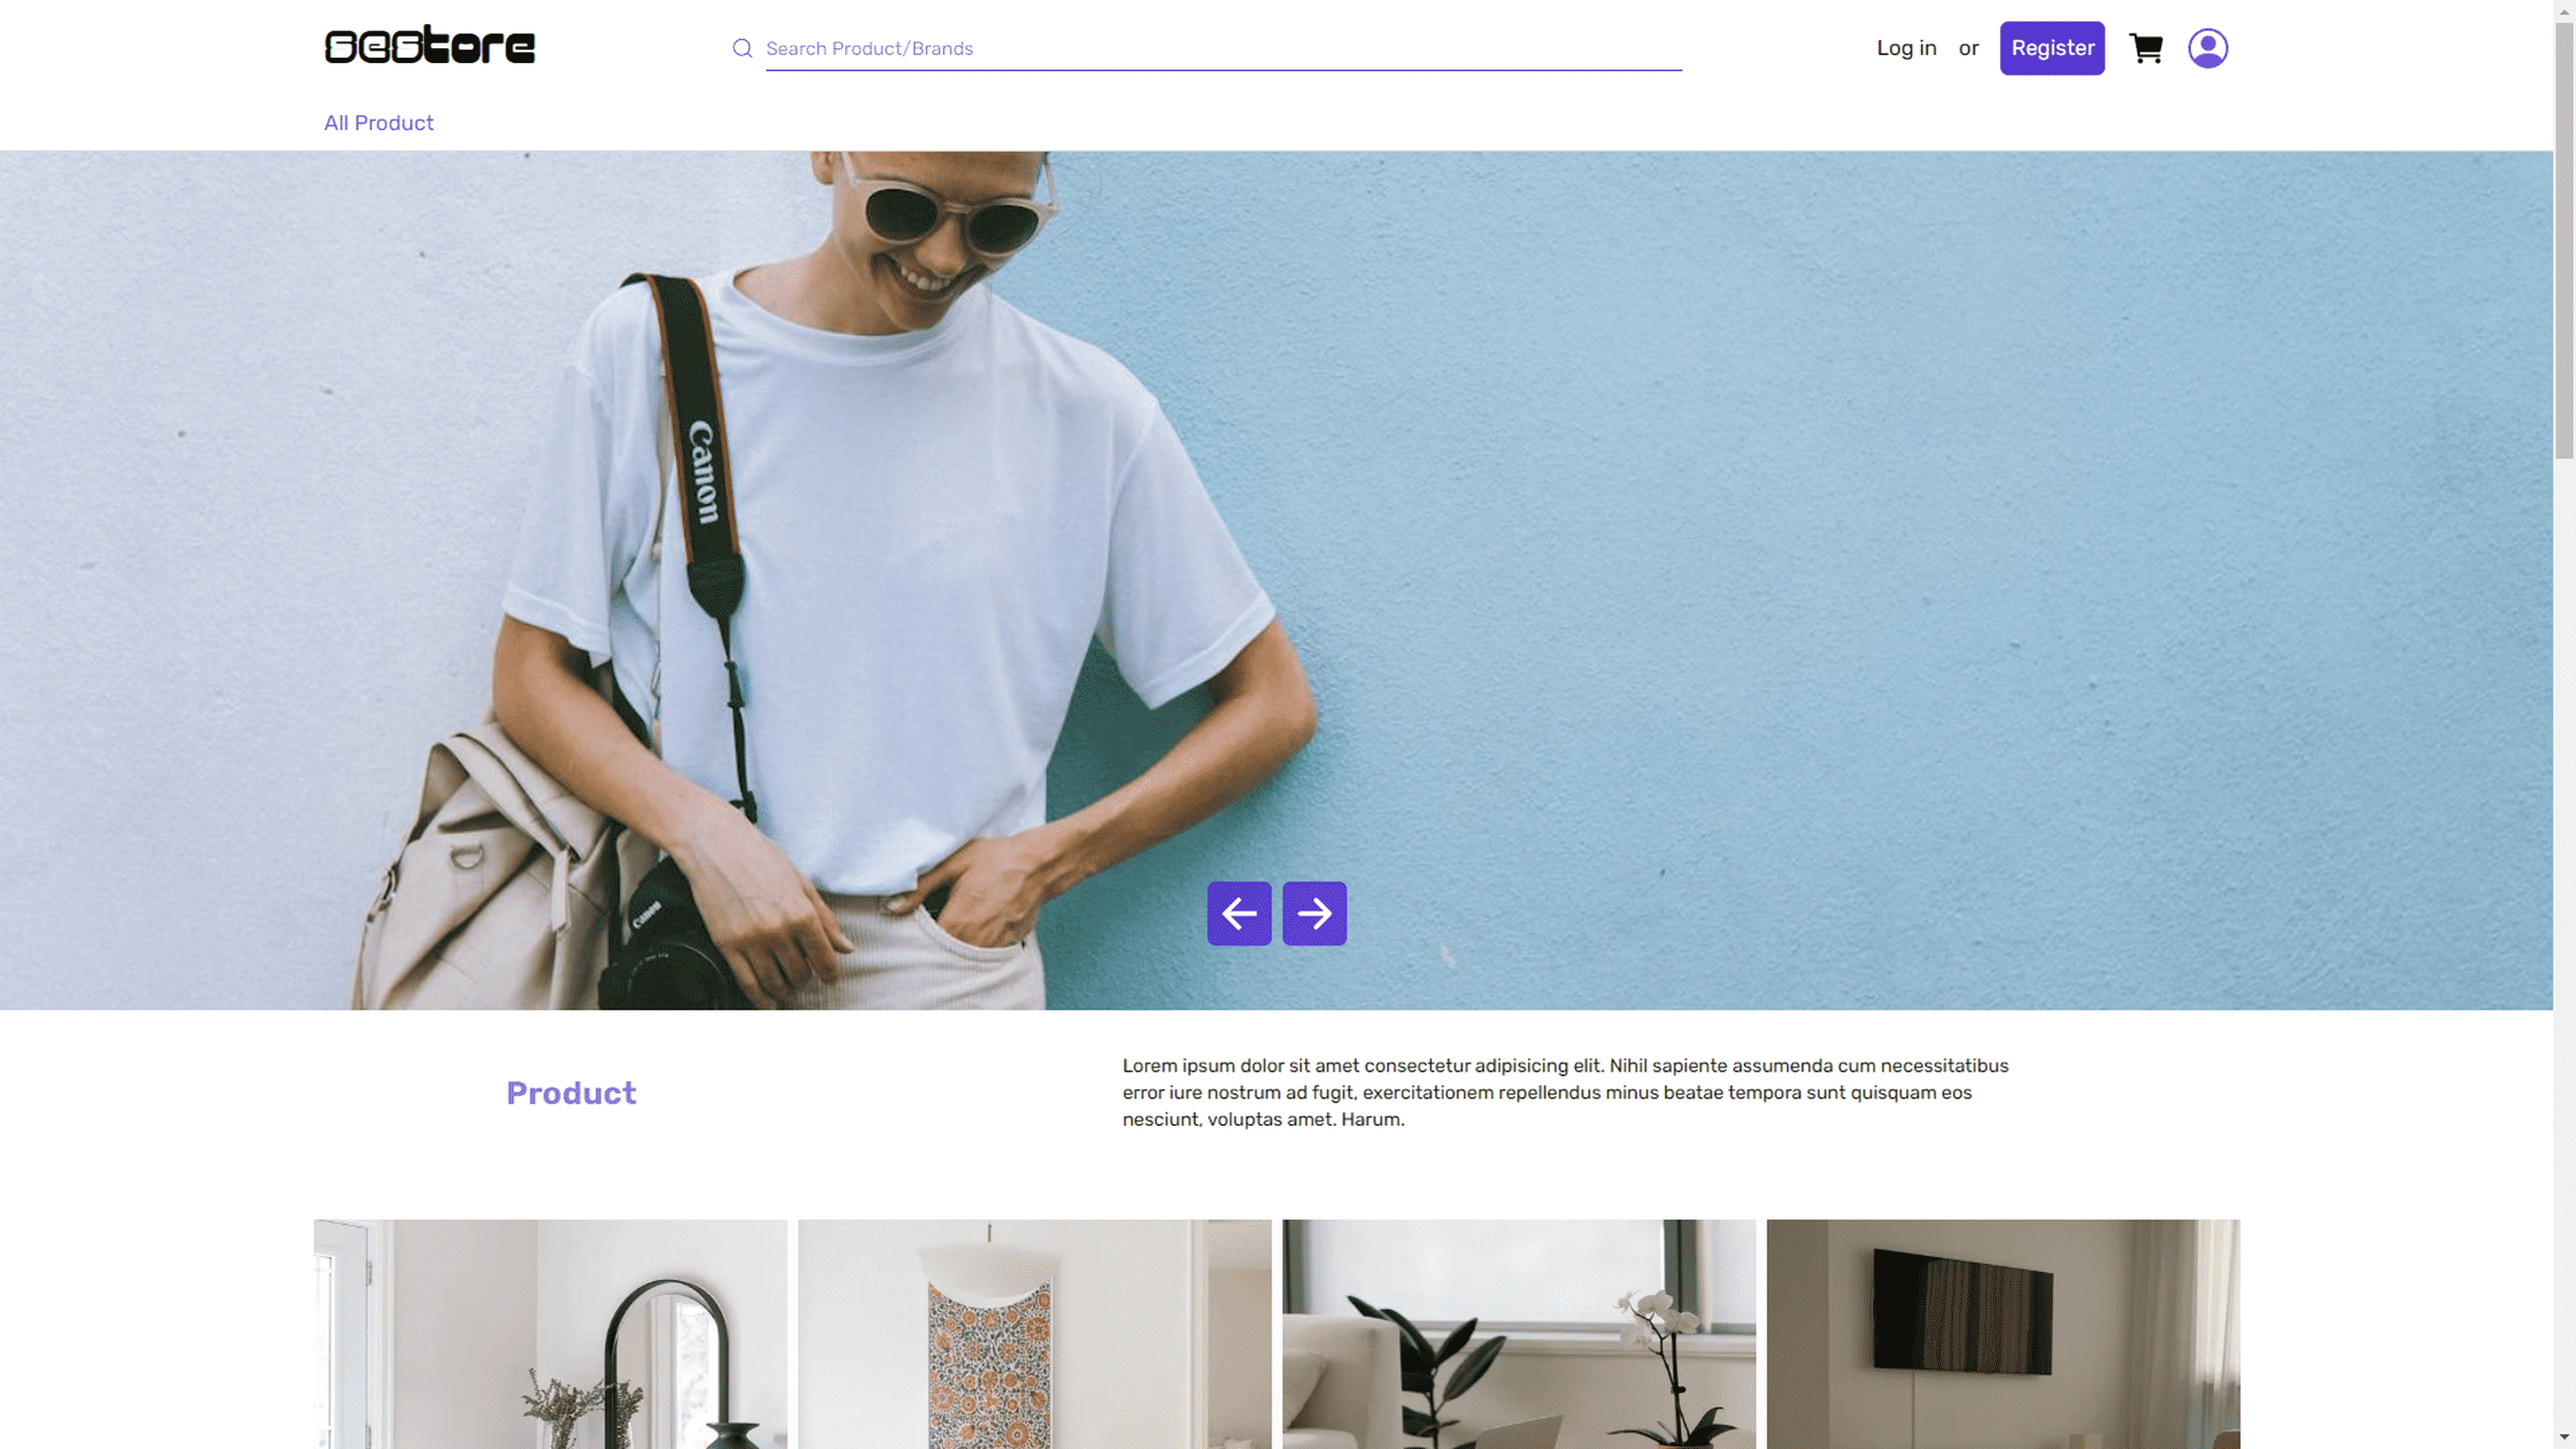 sestore
Search Product/Brands
Log in or Register
All Product
Canon
Canon
Product
Lorem ipsum dolor sit amet consectetur adipisicing elit. Nihil sapiente assumenda cum necessitatibus
error iure nostrum ad fugit, exercitationem repellendus minus beatae tempora sunt quisquam eos
nesciunt, voluptas amet. Harum.